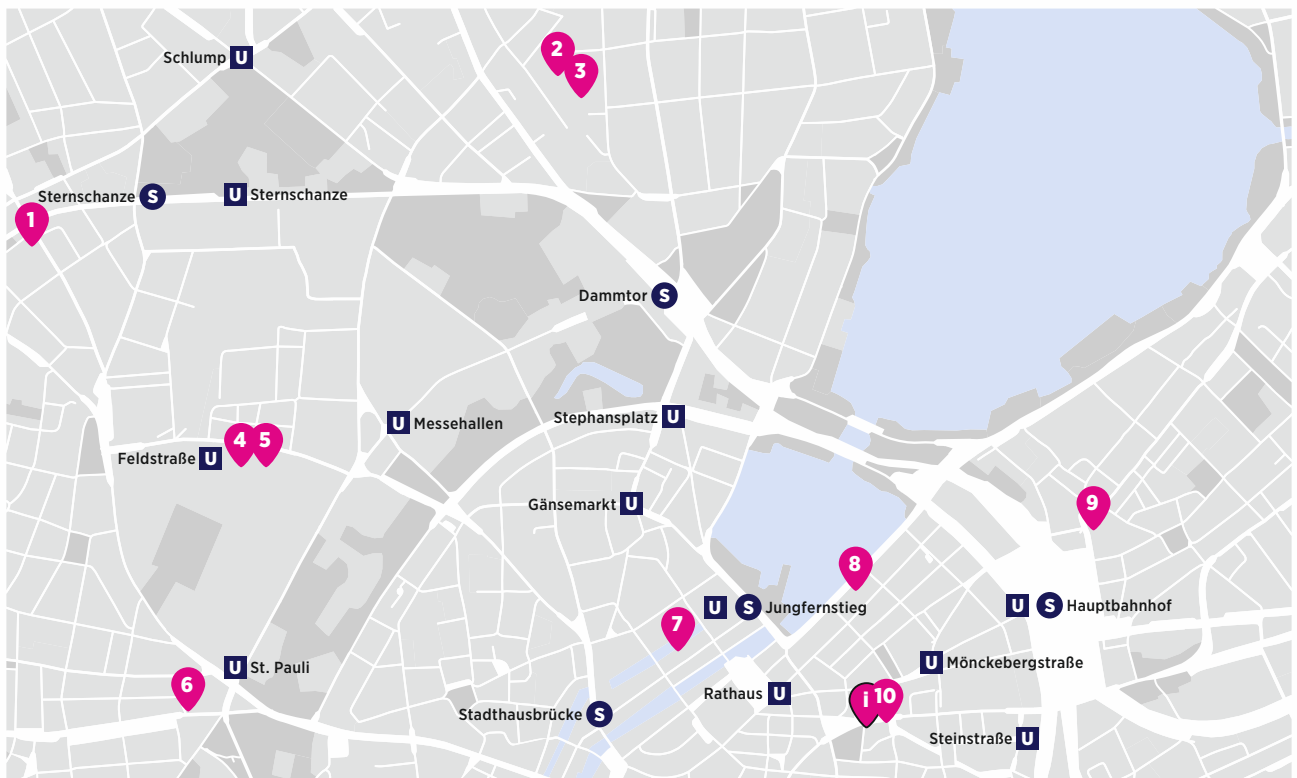 2
3
Schlump U
Sternschanze S
U Sternschanze
1
Dammtor S
Stephansplatz U
U Messehallen
4 5
Feldstraße U
Gänsemarkt U
9
8
U S Jungfernstieg
U S Hauptbahnhof
7
U Mönckebergstraße
U St. Pauli
6
Rathaus U
i 10
Stadthausbrücke S
Steinstraße U